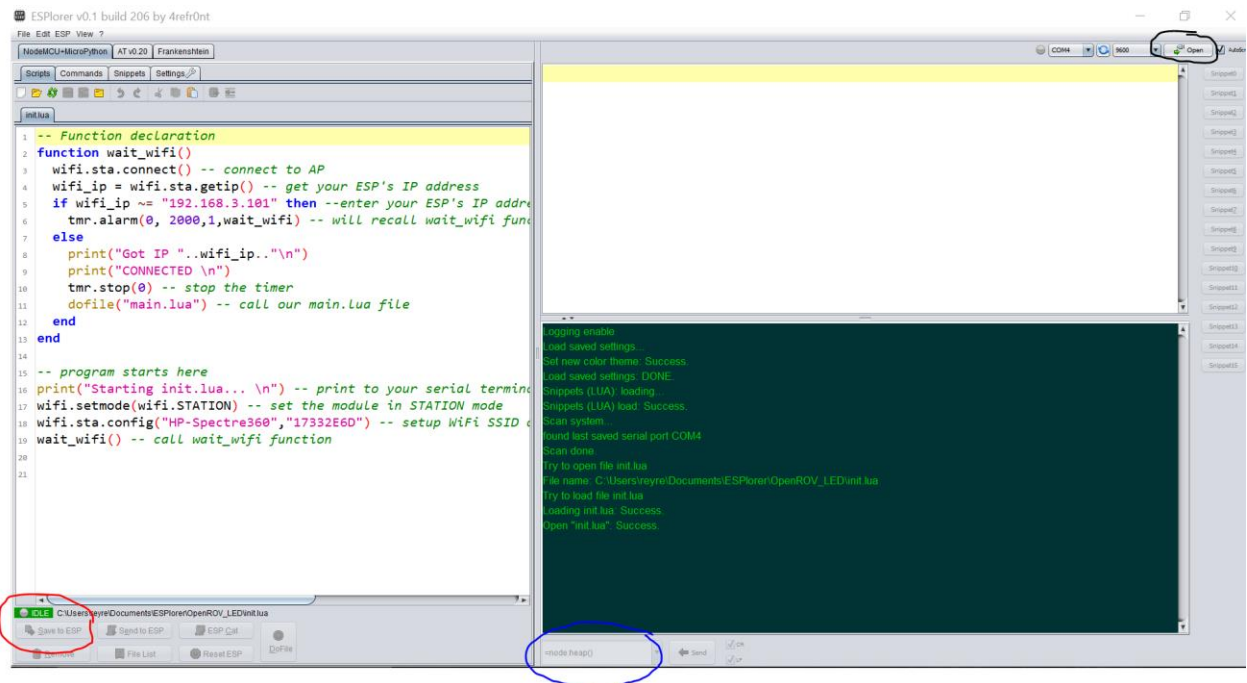 ESPlorer v0.1 build 206 by 4refr0nt
File Edit ESP View ?
NodeMCU+MicroPython AT v0.20 Frankenshtein
Scripts Commands Snippets Settings
init.lua
1 -- Function declaration
2 function wait_wifi()
3 wifi.sta.connect() -- connect to AP
4 wifi_ip = wifi.sta.getip() -- get your ESP's IP address
5 if wifi_ip ~= "192.168.3.101" then --enter your ESP's IP addre
6 tmr.alarm(0, 2000,1,wait_wifi) -- will recall wait_wifi func
7 else
8 print("Got IP "..wifi_ip.."\n")
9 print("CONNECTED \n")
10 tmr.stop(0) -- stop the timer
11 dofile("main.lua") -- call our main.lua file
12 end
13 end
14
15 -- program starts here
16 print("Starting init.lua... \n") -- print to your serial termin
17 wifi.setmode(wifi.STATION) -- set the module in STATION mode
18 wifi.sta.config("HP-Spectre360","17332E6D") -- setup WiFi SSID
19 wait_wifi() -- call wait_wifi function
20
21
IDLE C:\Users\reyre\Documents\ESPlorer\OpenROV_LED\init.lua
Save to ESP Send to ESP ESP Cat
Remove File List Reset ESP DoFile
COM4 9600 Open AutoScr
Snippet0
Snippet1
Snippet2
Snippet3
Snippet4
Snippet5
Snippet6
Snippet7
Snippet8
Snippet9
Snippet10
Snippet11
Snippet12
Snippet13
Snippet14
Snippet15
Logging enable
Load saved settings...
Set new color theme: Success.
Load saved settings: DONE.
Snippets (LUA): loading...
Snippets (LUA) load: Success.
Scan system...
found last saved serial port COM4
Scan done.
Try to open file init.lua
File name: C:\Users\reyre\Documents\ESPlorer\OpenROV_LED\init.lua
Try to load file init.lua
Loading init.lua: Success.
Open "init.lua": Success.
=node.heap() Send CR
LF